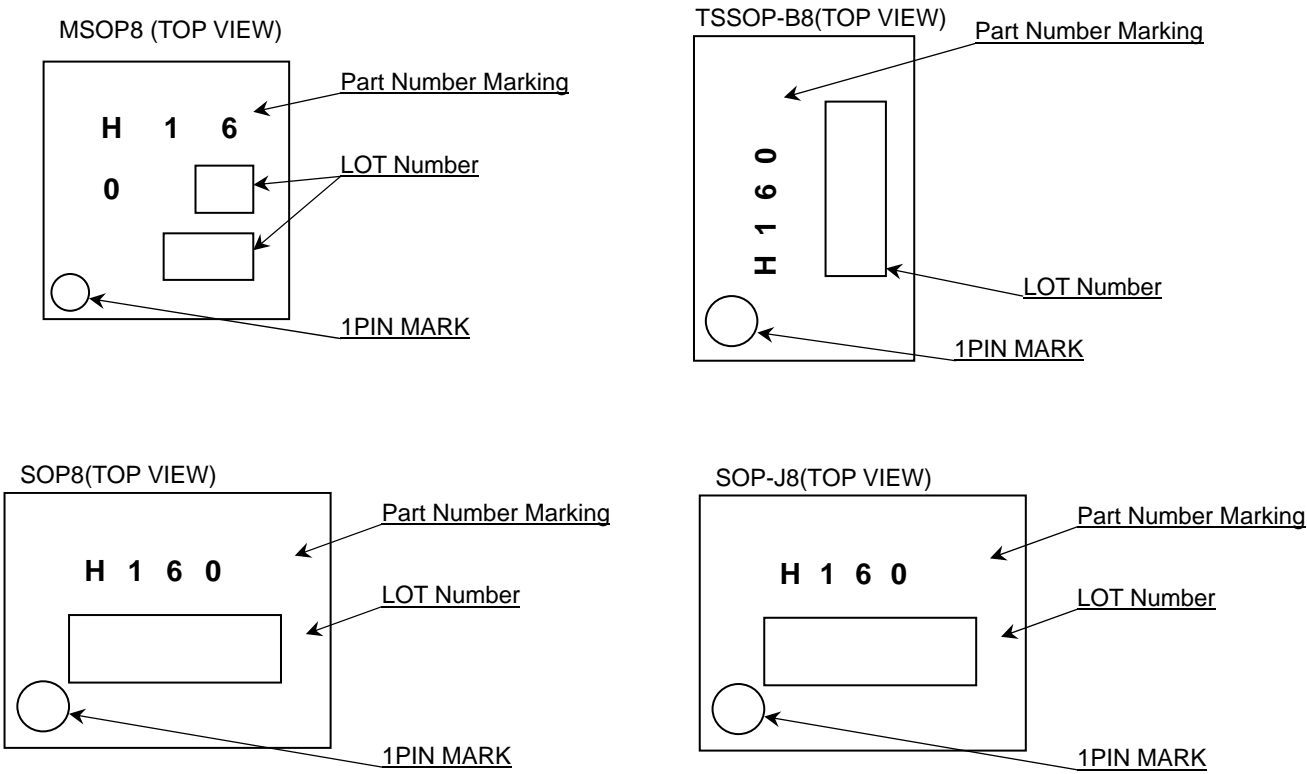 MSOP8 (TOP VIEW)
Part Number Marking
H 1 6
LOT Number
0
1PIN MARK
TSSOP-B8(TOP VIEW)
Part Number Marking
H 1 6 0
LOT Number
1PIN MARK
SOP8(TOP VIEW)
Part Number Marking
H 1 6 0
LOT Number
1PIN MARK
SOP-J8(TOP VIEW)
Part Number Marking
H 1 6 0
LOT Number
1PIN MARK